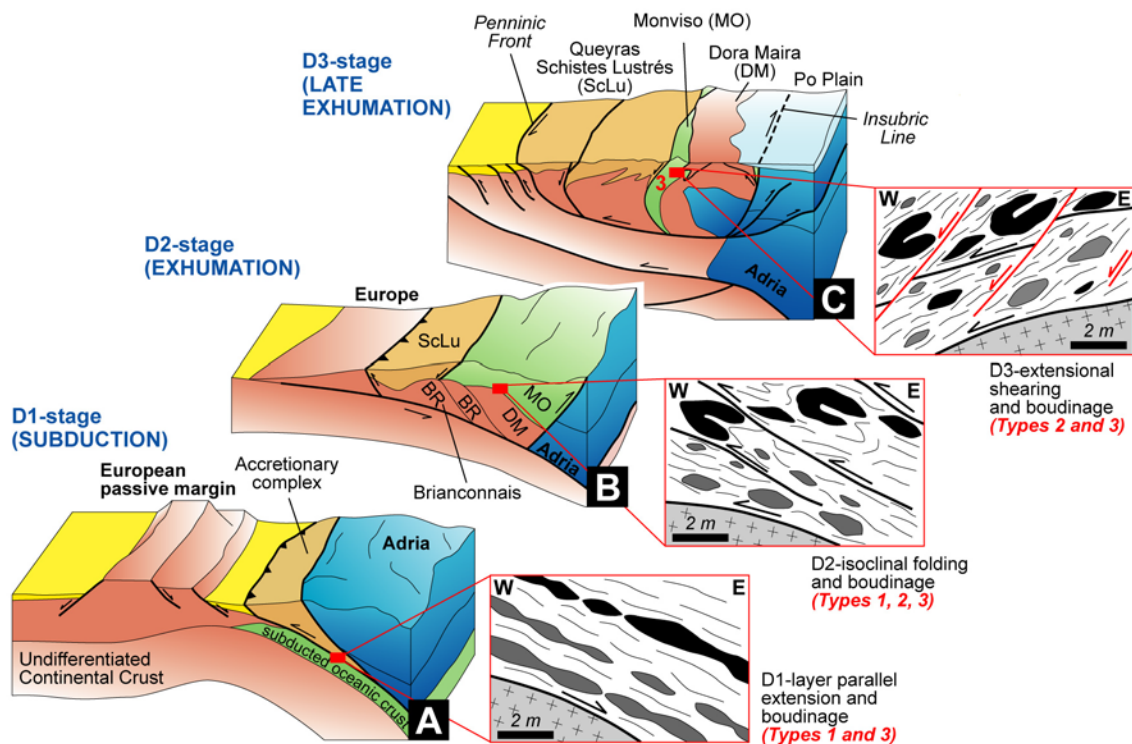 Monviso (MO)
Penninic
Front
Dora Maira
(DM)
Queyras
Schistes Lustrés
(ScLu)
D3-stage
(LATE
EXHUMATION)
Po Plain
Insubric
Line
3
Adria
C
W
E
2 m
D3-extensional
shearing
and boudinage
(Types 2 and 3)
D2-stage
(EXHUMATION)
Europe
ScLu
BR
BR
DM
MO
Adria
Brianconnais
B
W
E
2 m
D2-isoclinal folding
and boudinage
(Types 1, 2, 3)
D1-stage
(SUBDUCTION)
European
passive margin
Accretionary
complex
Adria
subducted oceanic crust
Undifferentiated
Continental Crust
A
W
E
2 m
D1-layer parallel
extension and
boudinage
(Types 1 and 3)